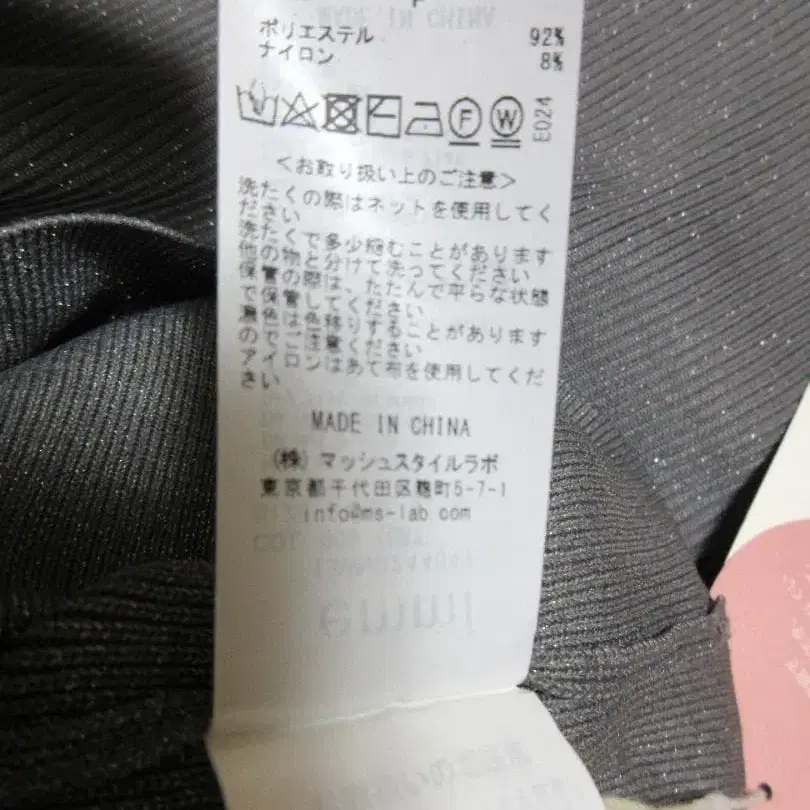 F
ポリエステル 92%
ナイロン 8%
F W E024
<お取り扱い上のご注意>
洗たくの際はネットを使用してく
ださい
洗たくで多少縮むことがあります
他の物と分けて洗ってください
保管の際は、たたんで平らな状態
で保管してください
濃色は色移りすることがあります
のでご注意ください
アイロンはあて布を使用してくだ
さい
MADE IN CHINA
(株) マッシュスタイルラボ
東京都千代田区麹町5-7-1
info@ms-lab.com
emmi